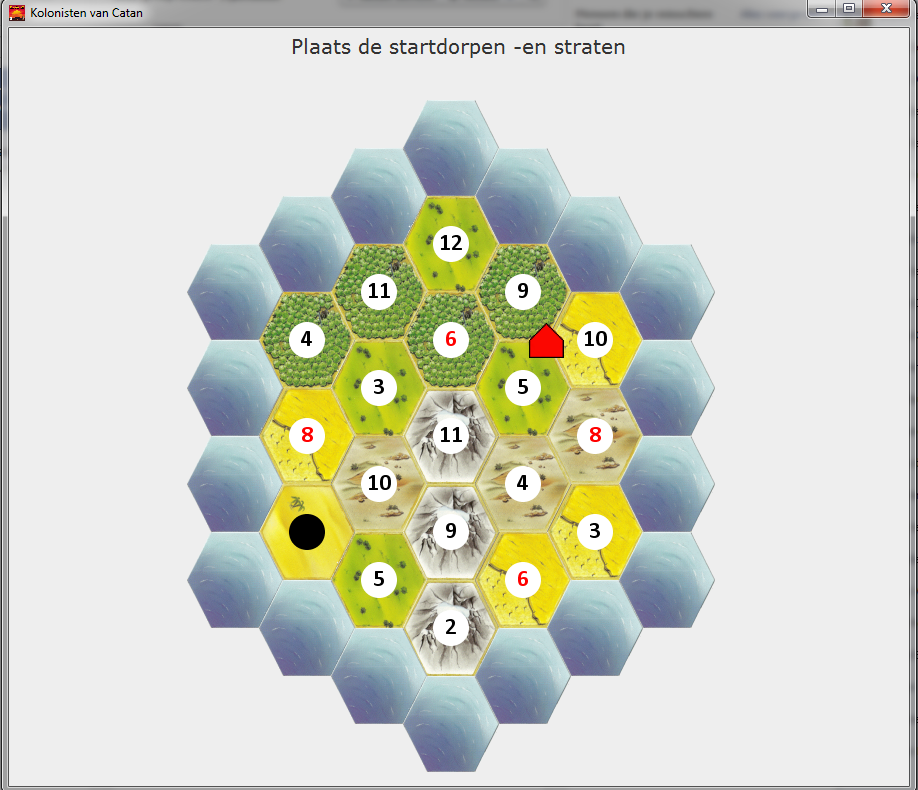 Kolonisten van Catan
Plaats de startdorpen -en straten
12
11 9
4 6 10
3 5
8 11 8
10 4
9 3
5 6
2